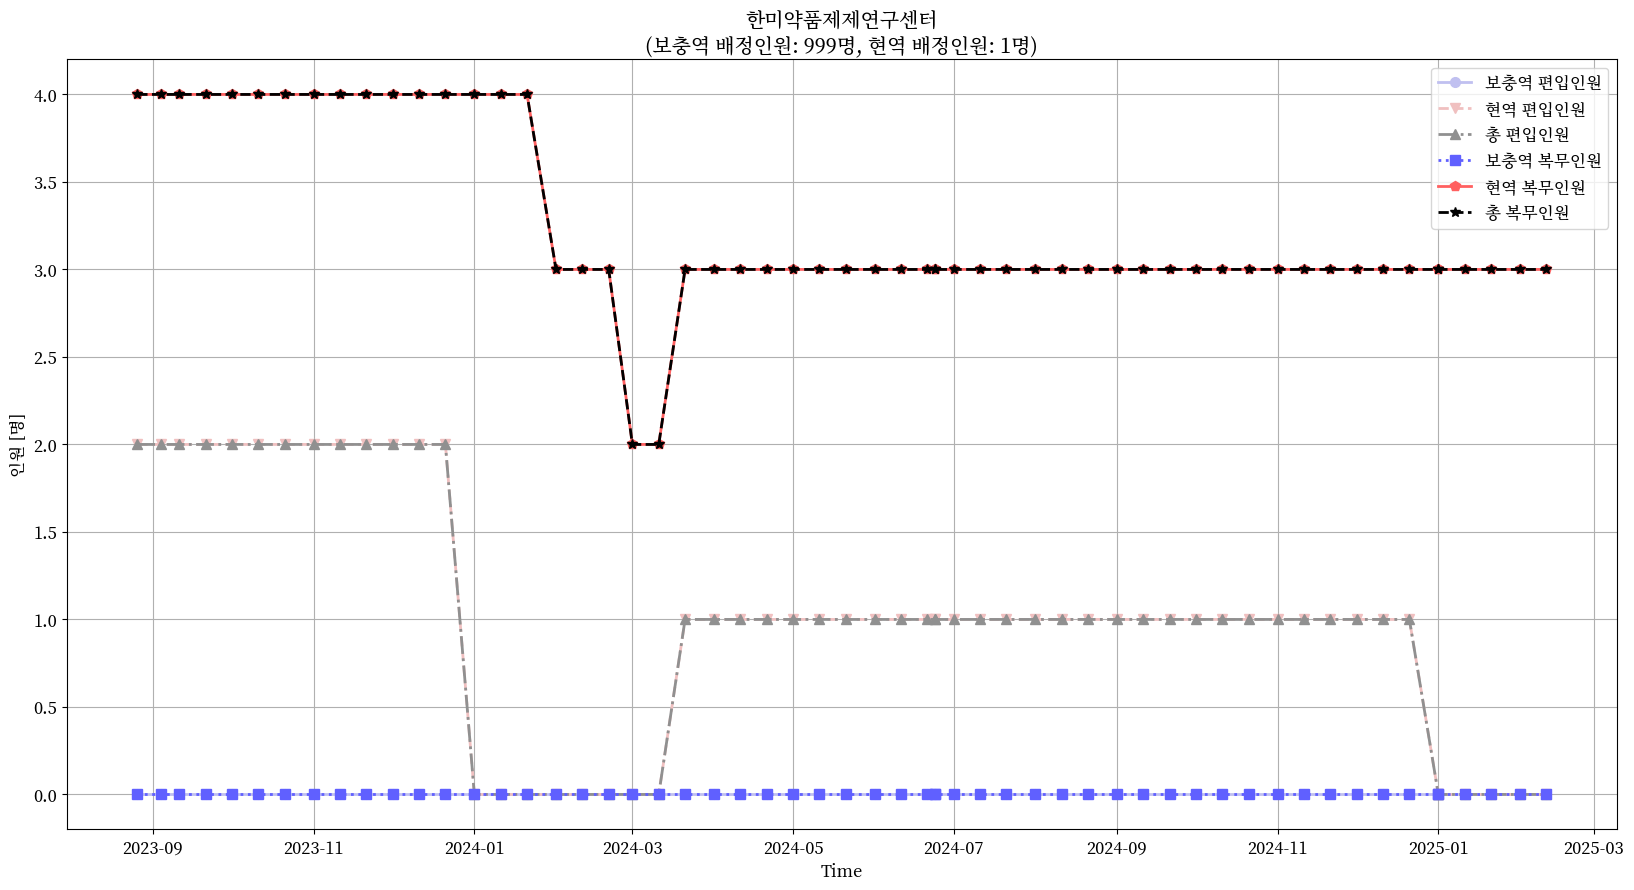 한미약품제제연구센터
(보충역 배정인원: 999명, 현역 배정인원: 1명)
보충역 편입인원
현역 편입인원
총 편입인원
보충역 복무인원
현역 복무인원
총 복무인원
4.0
3.5
3.0
2.5
2.0
1.5
1.0
0.5
0.0
인원 [명]
2023-09 2023-11 2024-01 2024-03 2024-05 2024-07 2024-09 2024-11 2025-01 2025-03
Time